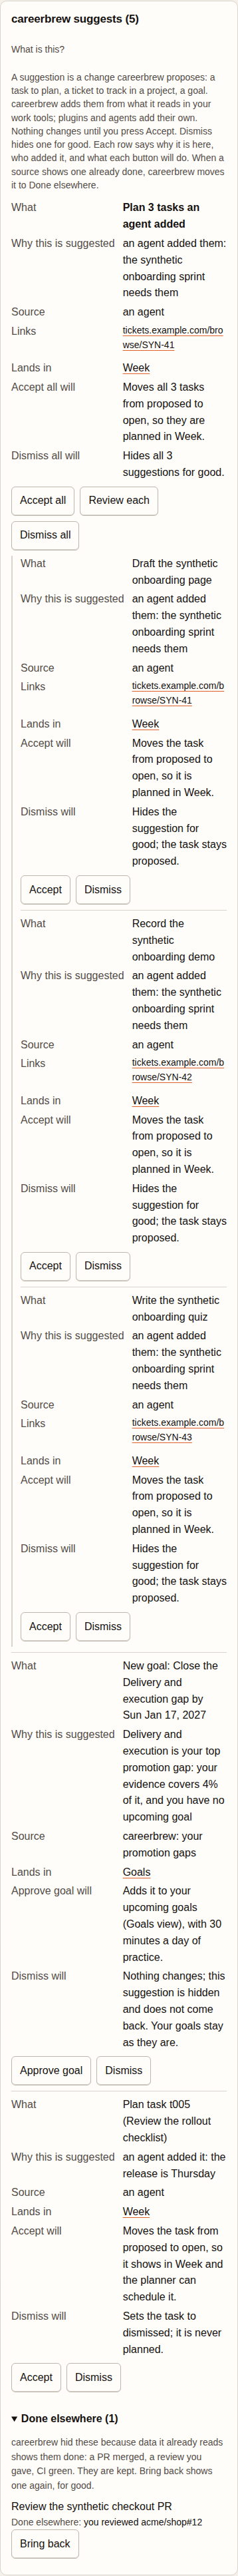 careerbrew suggests (5)
What is this?
A suggestion is a change careerbrew proposes: a
task to plan, a ticket to track in a project, a goal.
careerbrew adds them from what it reads in your
work tools; plugins and agents add their own.
Nothing changes until you press Accept. Dismiss
hides one for good. Each row says why it is here,
who added it, and what each button will do. When a
source shows one already done, careerbrew moves
it to Done elsewhere.
What Plan 3 tasks an
agent added
Why this is suggested an agent added them:
the synthetic
onboarding sprint
needs them
Source an agent
Links tickets.example.com/bro
wse/SYN-41
Lands in Week
Accept all will Moves all 3 tasks
from proposed to
open, so they are
planned in Week.
Dismiss all will Hides all 3
suggestions for good.
Accept all Review each
Dismiss all
What Draft the synthetic
onboarding page
Why this is suggested an agent added
them: the synthetic
onboarding sprint
needs them
Source an agent
Links tickets.example.com/b
rowse/SYN-41
Lands in Week
Accept will Moves the task
from proposed to
open, so it is
planned in Week.
Dismiss will Hides the
suggestion for
good; the task stays
proposed.
Accept Dismiss
What Record the
synthetic
onboarding demo
Why this is suggested an agent added
them: the synthetic
onboarding sprint
needs them
Source an agent
Links tickets.example.com/b
rowse/SYN-42
Lands in Week
Accept will Moves the task
from proposed to
open, so it is
planned in Week.
Dismiss will Hides the
suggestion for
good; the task stays
proposed.
Accept Dismiss
What Write the synthetic
onboarding quiz
Why this is suggested an agent added
them: the synthetic
onboarding sprint
needs them
Source an agent
Links tickets.example.com/b
rowse/SYN-43
Lands in Week
Accept will Moves the task
from proposed to
open, so it is
planned in Week.
Dismiss will Hides the
suggestion for
good; the task stays
proposed.
Accept Dismiss
What New goal: Close the
Delivery and
execution gap by
Sun Jan 17, 2027
Why this is suggested Delivery and
execution is your top
promotion gap: your
evidence covers 4%
of it, and you have no
upcoming goal
Source careerbrew: your
promotion gaps
Lands in Goals
Approve goal will Adds it to your
upcoming goals
(Goals view), with 30
minutes a day of
practice.
Dismiss will Nothing changes; this
suggestion is hidden
and does not come
back. Your goals stay
as they are.
Approve goal Dismiss
What Plan task t005
(Review the rollout
checklist)
Why this is suggested an agent added it: the
release is Thursday
Source an agent
Lands in Week
Accept will Moves the task from
proposed to open, so
it shows in Week and
the planner can
schedule it.
Dismiss will Sets the task to
dismissed; it is never
planned.
Accept Dismiss
▼ Done elsewhere (1)
careerbrew hid these because data it already reads
shows them done: a PR merged, a review you
gave, CI green. They are kept. Bring back shows
one again, for good.
Review the synthetic checkout PR
Done elsewhere: you reviewed acme/shop#12
Bring back